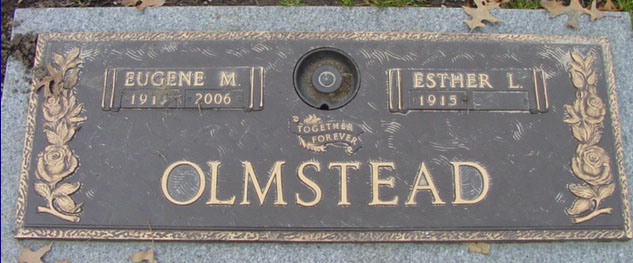 EUGENE M. ESTHER L.
2006 1915
TOGETHER
FOREVER
OLMSTEAD